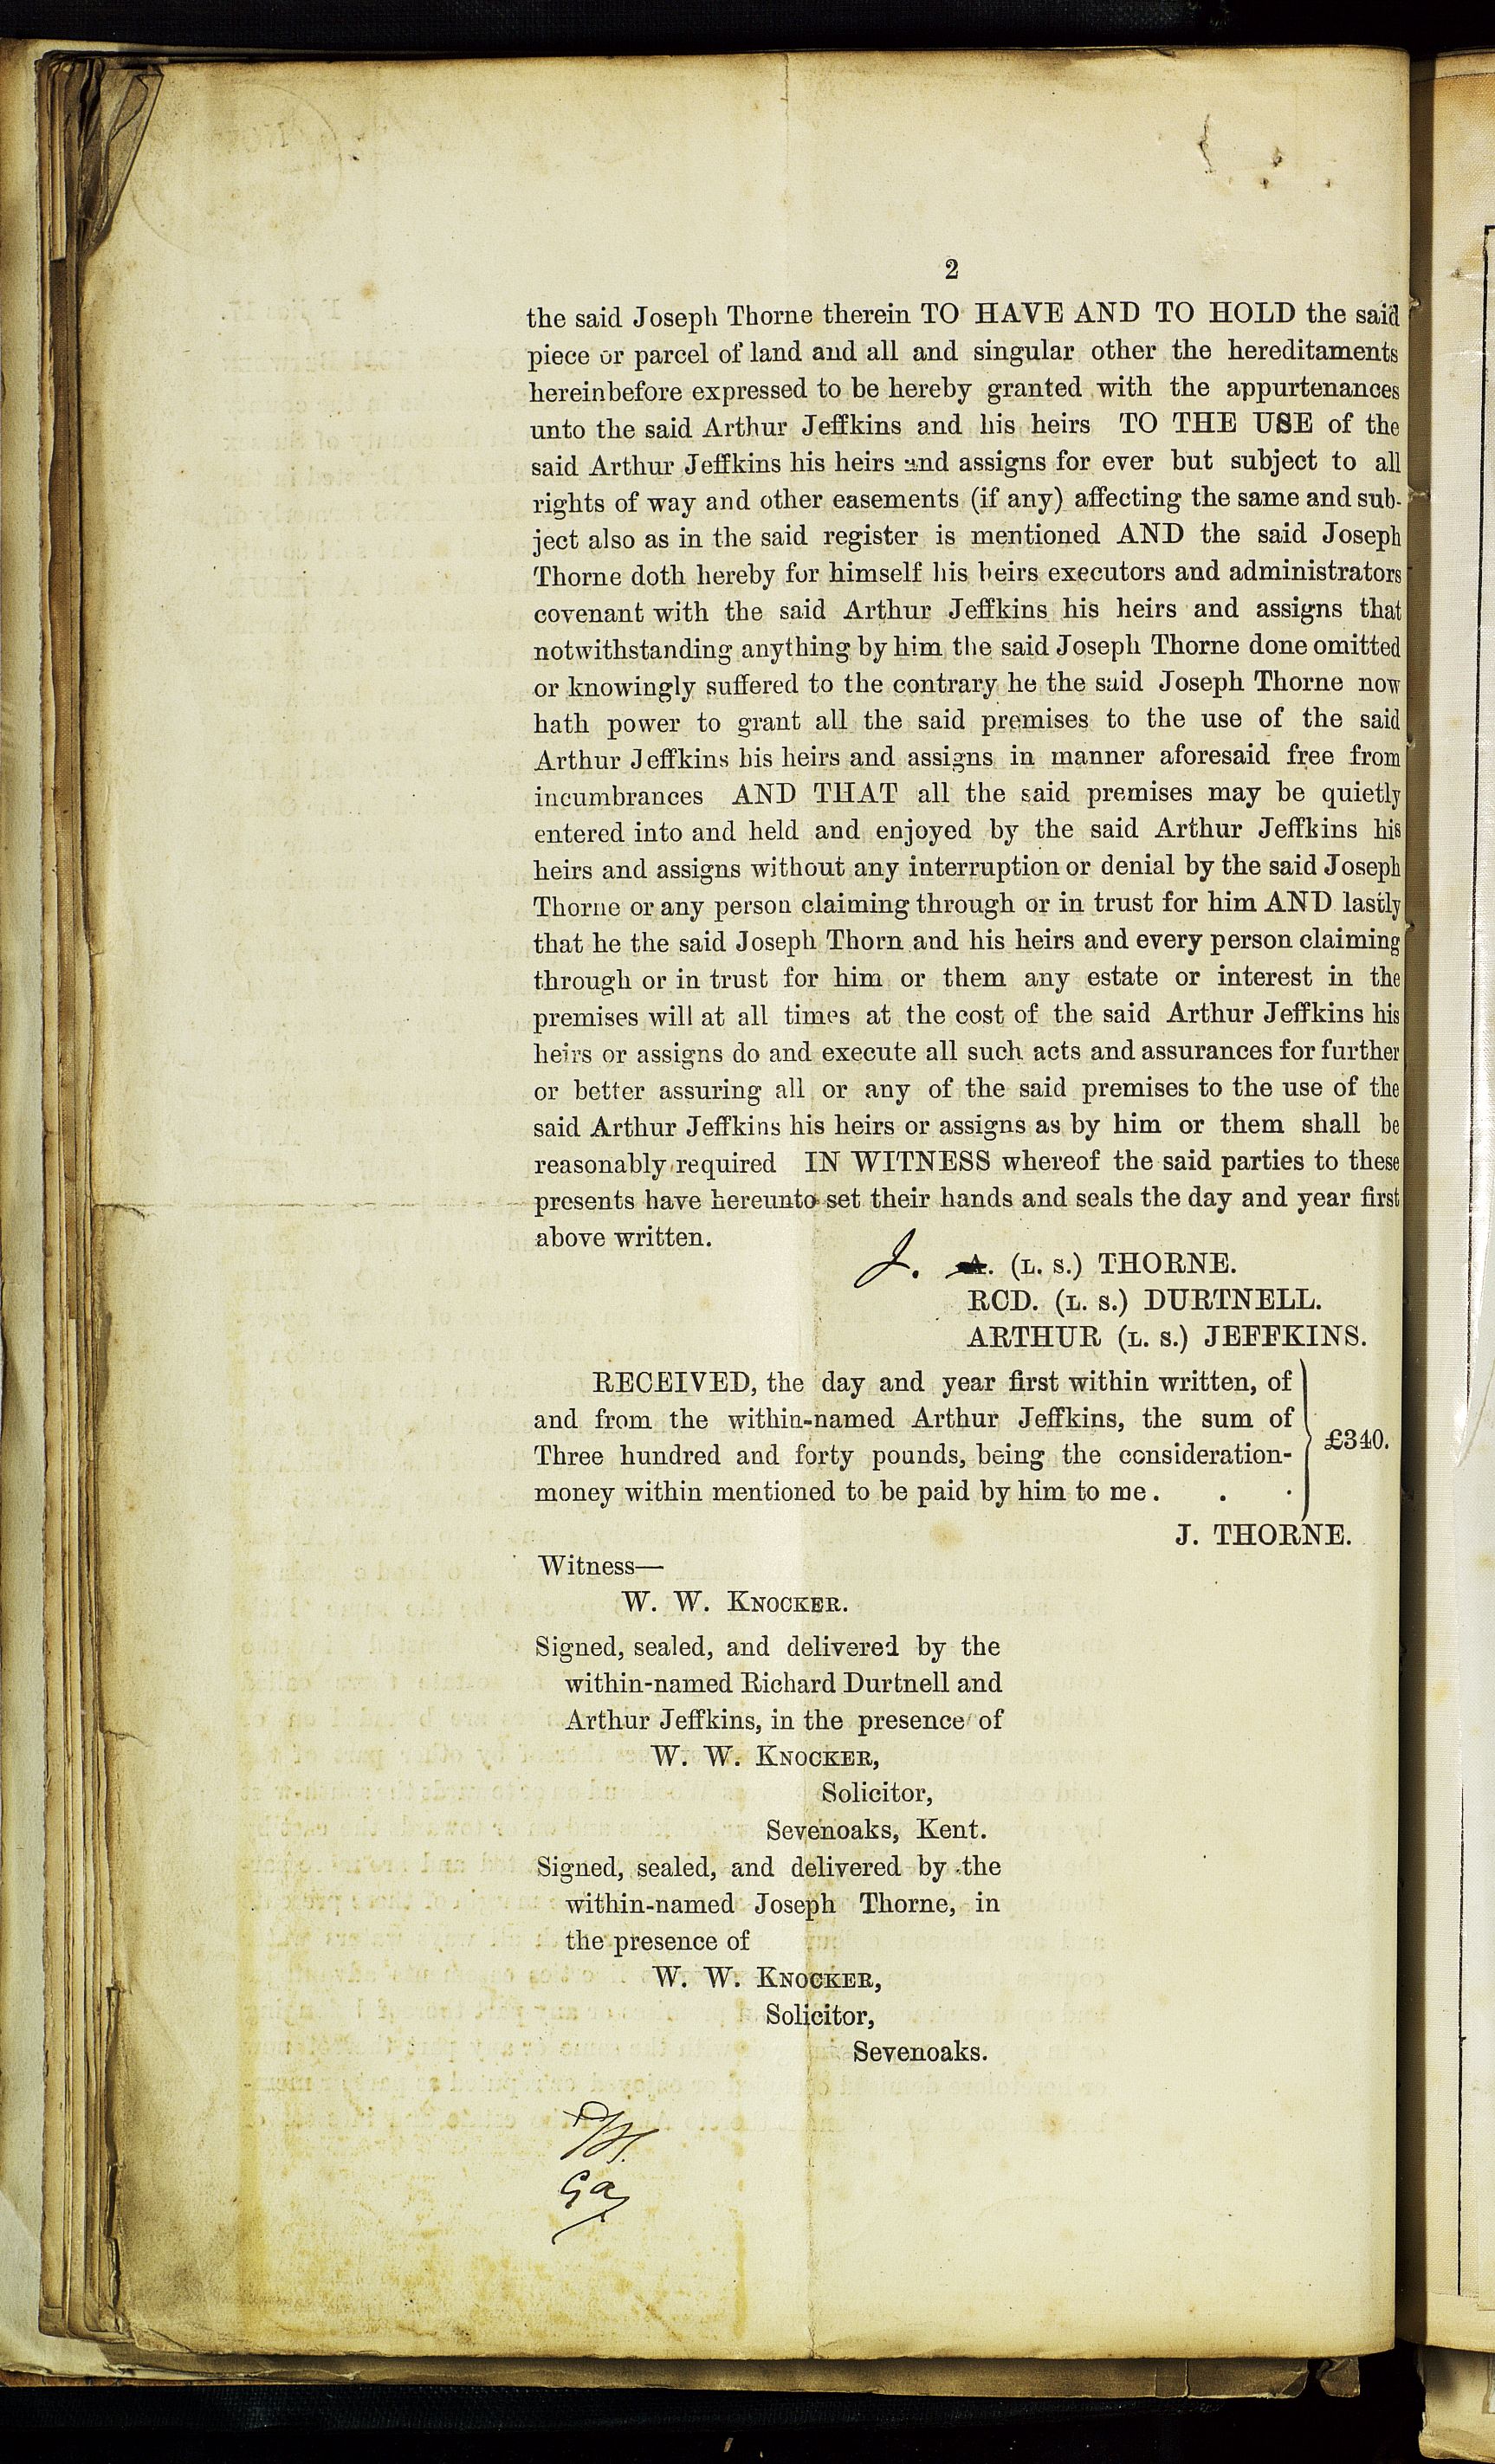 2
the said Joseph Thorne therein TO HAVE AND TO HOLD the said
piece or parcel of land and all and singular other the hereditaments
hereinbefore expressed to be hereby granted with the appurtenances
unto the said Arthur Jeffkins and his heirs TO THE USE of the
said Arthur Jeffkins his heirs and assigns for ever but subject to all
rights of way and other easements (if any) affecting the same and sub-
ject also as in the said register is mentioned AND the said Joseph
Thorne doth hereby for himself his heirs executors and administrators
covenant with the said Arthur Jeffkins his heirs and assigns that
notwithstanding anything by him the said Joseph Thorne done omitted
or knowingly suffered to the contrary he the said Joseph Thorne now
hath power to grant all the said premises to the use of the said
Arthur Jeffkins his heirs and assigns in manner aforesaid free from
incumbrances AND THAT all the said premises may be quietly
entered into and held and enjoyed by the said Arthur Jeffkins his
heirs and assigns without any interruption or denial by the said Joseph
Thorne or any person claiming through or in trust for him AND lastly
that he the said Joseph Thorn and his heirs and every person claiming
through or in trust for him or them any estate or interest in the
premises will at all times at the cost of the said Arthur Jeffkins his
heirs or assigns do and execute all such acts and assurances for further
or better assuring all or any of the said premises to the use of the
said Arthur Jeffkins his heirs or assigns as by him or them shall be
reasonably required IN WITNESS whereof the said parties to these
presents have hereunto set their hands and seals the day and year first
above written.
J. A. (L. S.) THORNE.
RCD. (L. S.) DURTNELL.
ARTHUR (L. S.) JEFFKINS.
RECEIVED, the day and year first within written, of
and from the within-named Arthur Jeffkins, the sum of
Three hundred and forty pounds, being the consideration-
money within mentioned to be paid by him to me . . .
£340.
J. THORNE.
Witness—
W. W. KNOCKER.
Signed, sealed, and delivered by the
within-named Richard Durtnell and
Arthur Jeffkins, in the presence of
W. W. KNOCKER,
Solicitor,
Sevenoaks, Kent.
Signed, sealed, and delivered by the
within-named Joseph Thorne, in
the presence of
W. W. KNOCKER,
Solicitor,
Sevenoaks.